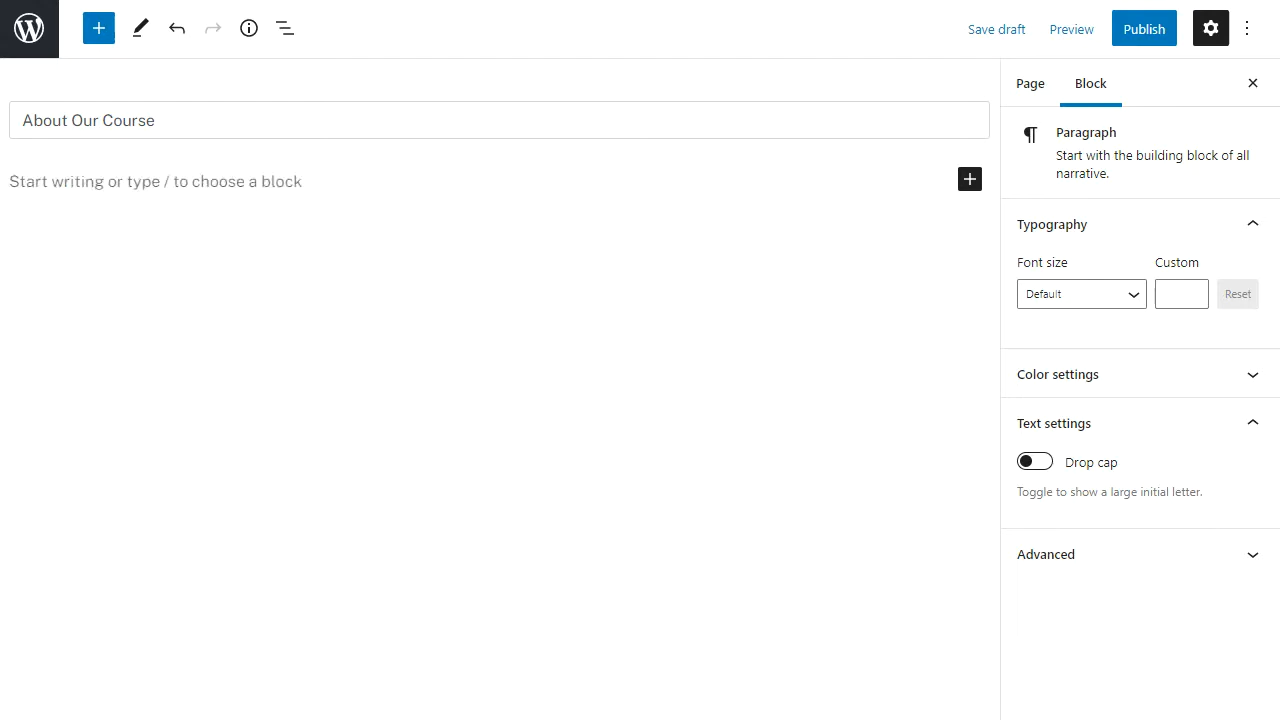 Save draft Preview Publish
Page Block
About Our Course
Start writing or type / to choose a block
Paragraph
Start with the building block of all
narrative.
Typography
Font size Custom
Default Reset
Color settings
Text settings
Drop cap
Toggle to show a large initial letter.
Advanced